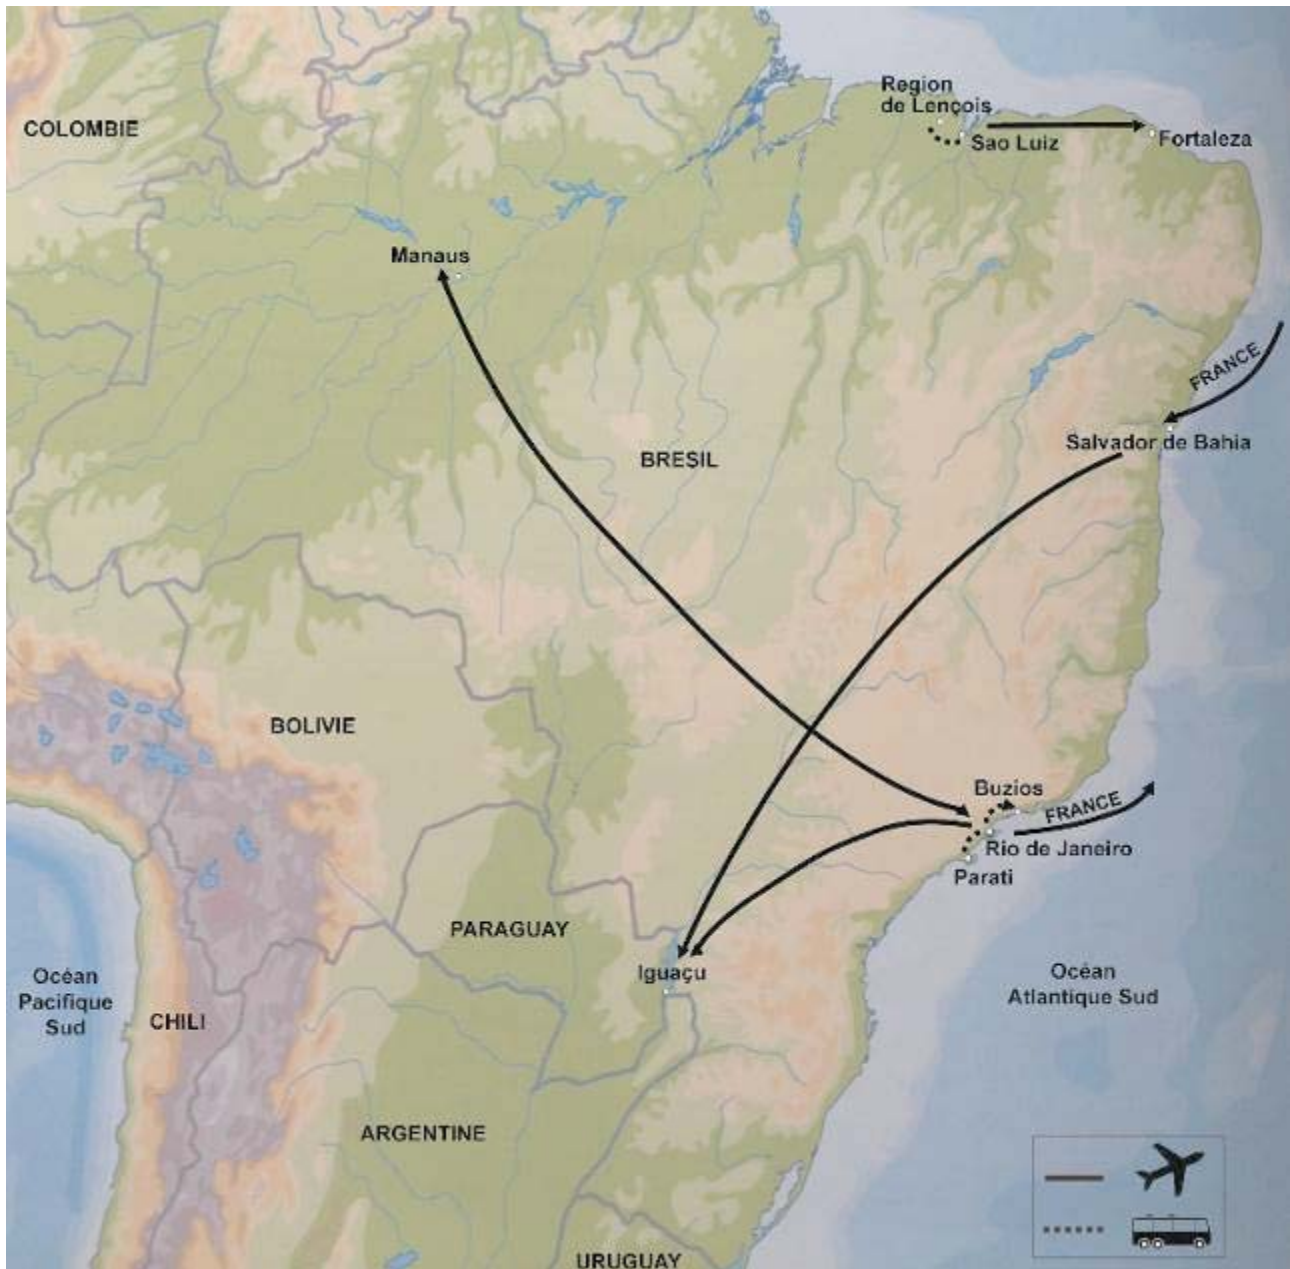 Region
de Lençois
COLOMBIE
Sao Luiz
Fortaleza
Manaus
FRANCE
Salvador de Bahia
BRESIL
BOLIVIE
Buzios
FRANCE
Rio de Janeiro
Parati
PARAGUAY
Iguaçu
Océan
Pacifique
Sud
CHILI
Océan
Atlantique Sud
ARGENTINE
URUGUAY